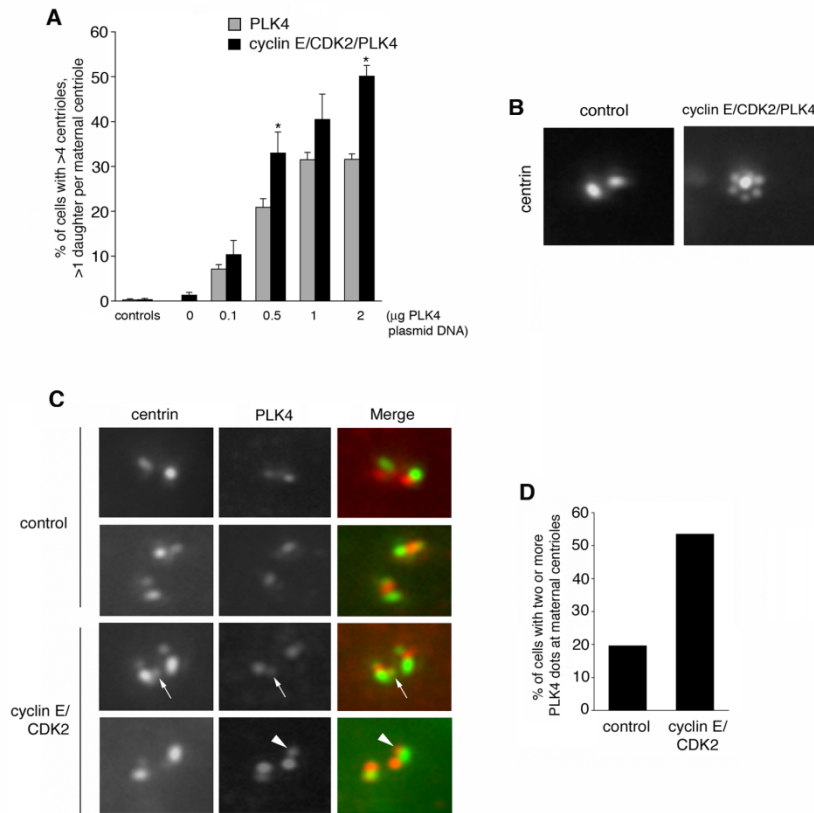 A
PLK4
cyclin E/CDK2/PLK4
% of cells with >4 centrioles,
>1 daughter per maternal centriole
60
50
40
30
20
10
0
*
*
controls
0
0.1
0.5
1
2
(µg PLK4
plasmid DNA)
B
control
cyclin E/CDK2/PLK4
centrin
C
centrin
PLK4
Merge
control
cyclin E/
CDK2
D
% of cells with two or more
PLK4 dots at maternal centrioles
60
50
40
30
20
10
0
control
cyclin E/
CDK2